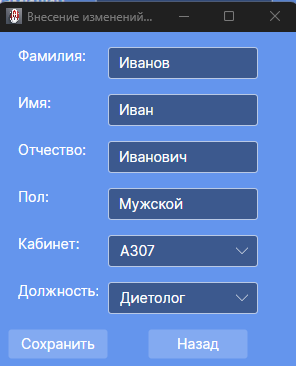 Внесение изменений...
Фамилия: Иванов
Имя: Иван
Отчество: Иванович
Пол: Мужской
Кабинет: А307
Должность: Диетолог
Сохранить Назад